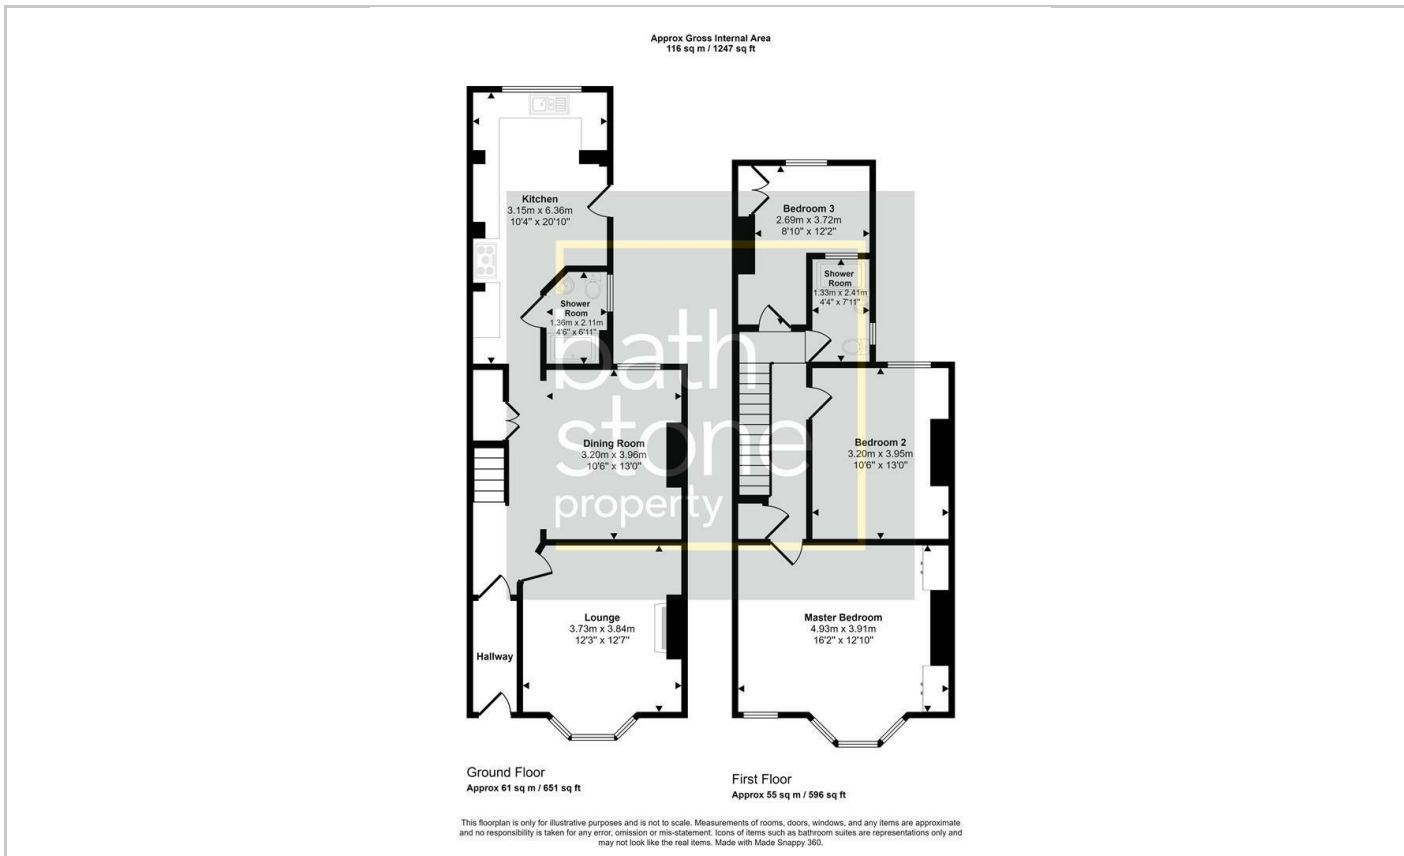 Approx Gross Internal Area
116 sq m / 1247 sq ft
Kitchen
3.15m x 6.36m
10'4" x 20'10"
Shower
Room
1.36m x 2.11m
4'6" x 6'11"
Dining Room
3.20m x 3.96m
10'6" x 13'0"
Lounge
3.73m x 3.84m
12'3" x 12'7"
Hallway
Ground Floor
Approx 61 sq m / 651 sq ft
Bedroom 3
2.69m x 3.72m
8'10" x 12'2"
Shower
Room
1.33m x 2.41m
4'4" x 7'11"
Bedroom 2
3.20m x 3.95m
10'6" x 13'0"
Master Bedroom
4.93m x 3.91m
16'2" x 12'10"
First Floor
Approx 55 sq m / 596 sq ft
bath
stone
property
This floorplan is only for illustrative purposes and is not to scale. Measurements of rooms, doors, windows, and any items are approximate
and no responsibility is taken for any error, omission or mis-statement. Icons of items such as bathroom suites are representations only and
may not look like the real items. Made with Made Snappy 360.